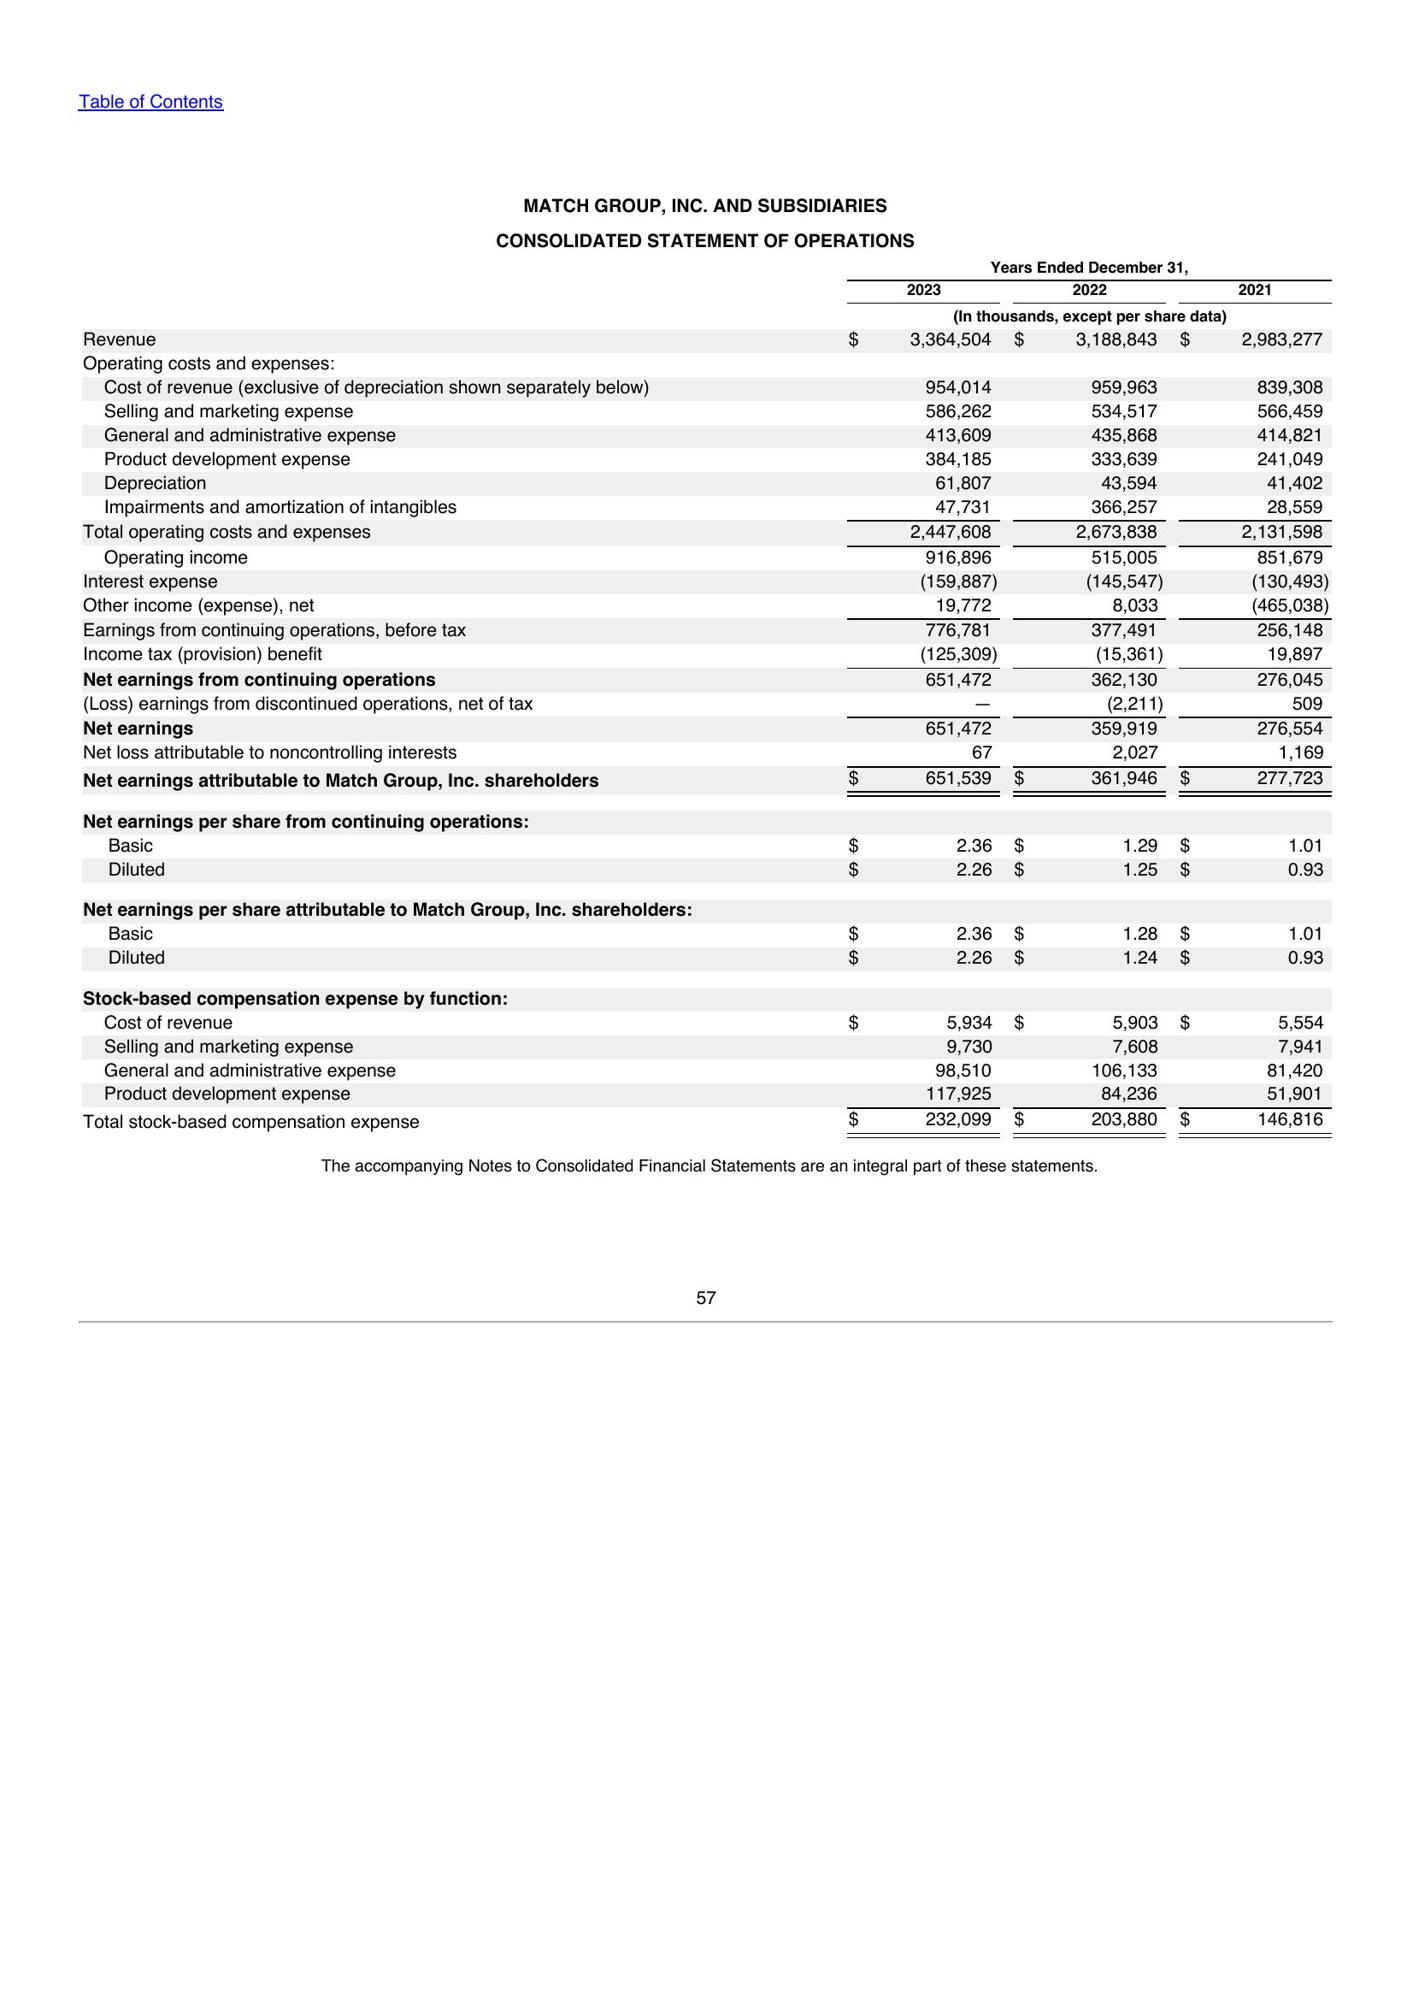 Table of Contents
MATCH GROUP, INC. AND SUBSIDIARIES
CONSOLIDATED STATEMENT OF OPERATIONS
Years Ended December 31,
2023 2022 2021
(In thousands, except per share data)
Revenue $ 3,364,504 $ 3,188,843 $ 2,983,277
Operating costs and expenses:
Cost of revenue (exclusive of depreciation shown separately below) 954,014 959,963 839,308
Selling and marketing expense 586,262 534,517 566,459
General and administrative expense 413,609 435,868 414,821
Product development expense 384,185 333,639 241,049
Depreciation 61,807 43,594 41,402
Impairments and amortization of intangibles 47,731 366,257 28,559
Total operating costs and expenses 2,447,608 2,673,838 2,131,598
Operating income 916,896 515,005 851,679
Interest expense (159,887) (145,547) (130,493)
Other income (expense), net 19,772 8,033 (465,038)
Earnings from continuing operations, before tax 776,781 377,491 256,148
Income tax (provision) benefit (125,309) (15,361) 19,897
Net earnings from continuing operations 651,472 362,130 276,045
(Loss) earnings from discontinued operations, net of tax — (2,211) 509
Net earnings 651,472 359,919 276,554
Net loss attributable to noncontrolling interests 67 2,027 1,169
Net earnings attributable to Match Group, Inc. shareholders $ 651,539 $ 361,946 $ 277,723
Net earnings per share from continuing operations:
Basic $ 2.36 $ 1.29 $ 1.01
Diluted $ 2.26 $ 1.25 $ 0.93
Net earnings per share attributable to Match Group, Inc. shareholders:
Basic $ 2.36 $ 1.28 $ 1.01
Diluted $ 2.26 $ 1.24 $ 0.93
Stock-based compensation expense by function:
Cost of revenue $ 5,934 $ 5,903 $ 5,554
Selling and marketing expense 9,730 7,608 7,941
General and administrative expense 98,510 106,133 81,420
Product development expense 117,925 84,236 51,901
Total stock-based compensation expense $ 232,099 $ 203,880 $ 146,816
The accompanying Notes to Consolidated Financial Statements are an integral part of these statements.
57